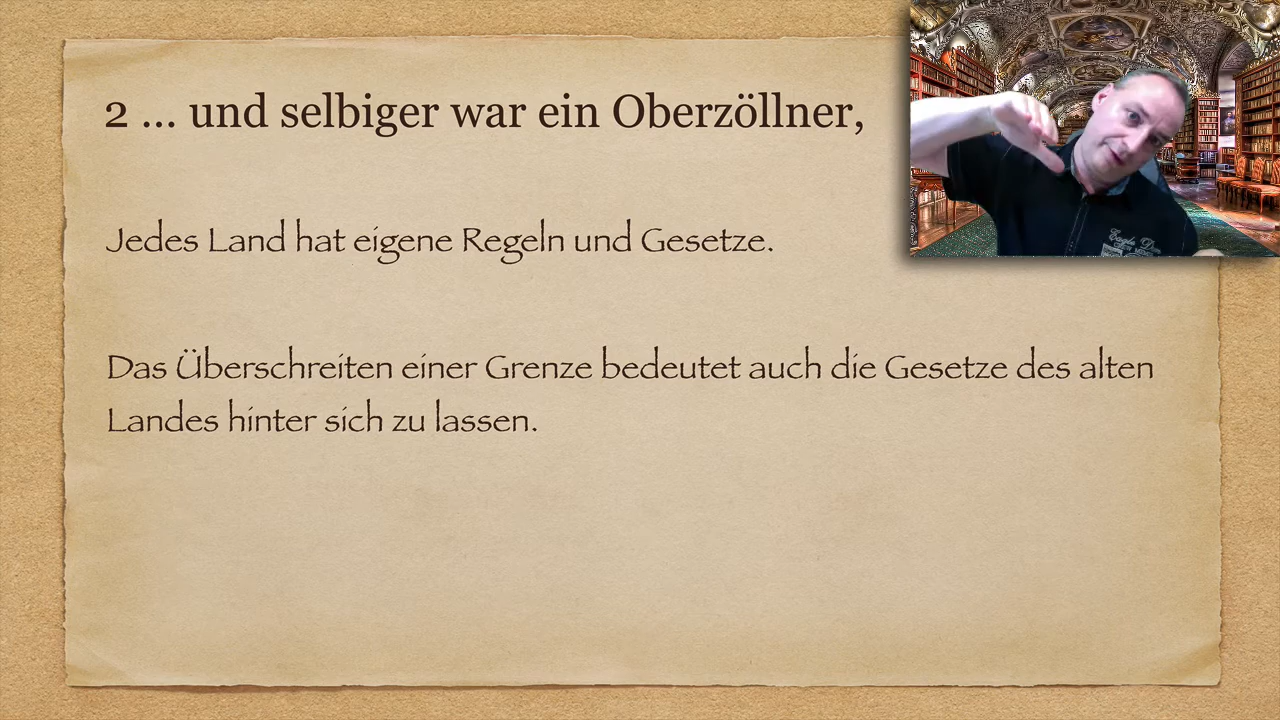 2 ... und selbiger war ein Oberzöllner,
Jedes Land hat eigene Regeln und Gesetze.
Das Überschreiten einer Grenze bedeutet auch die Gesetze des alten
Landes hinter sich zu lassen.